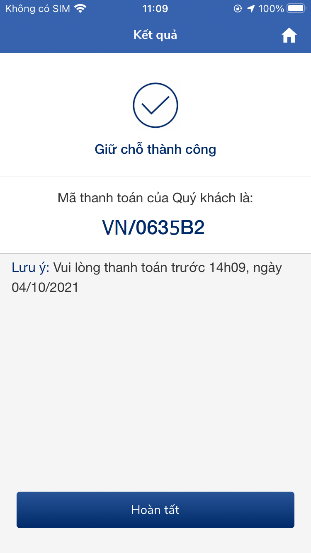 Không có SIM 11:09 100%
Kết quả
Giữ chỗ thành công
Mã thanh toán của Quý khách là:
VN/0635B2
Lưu ý: Vui lòng thanh toán trước 14h09, ngày
04/10/2021
Hoàn tất